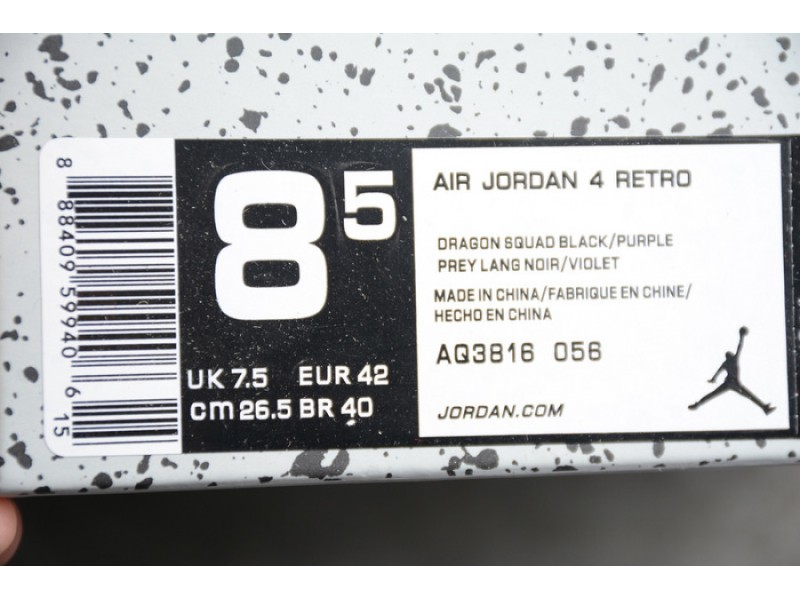 8 88409 59940 6 15
8.5
UK 7.5 EUR 42
cm 26.5 BR 40
AIR JORDAN 4 RETRO
DRAGON SQUAD BLACK/PURPLE
PREY LANG NOIR/VIOLET
MADE IN CHINA/FABRIQUE EN CHINE/
HECHO EN CHINA
AQ3816 056
JORDAN.COM